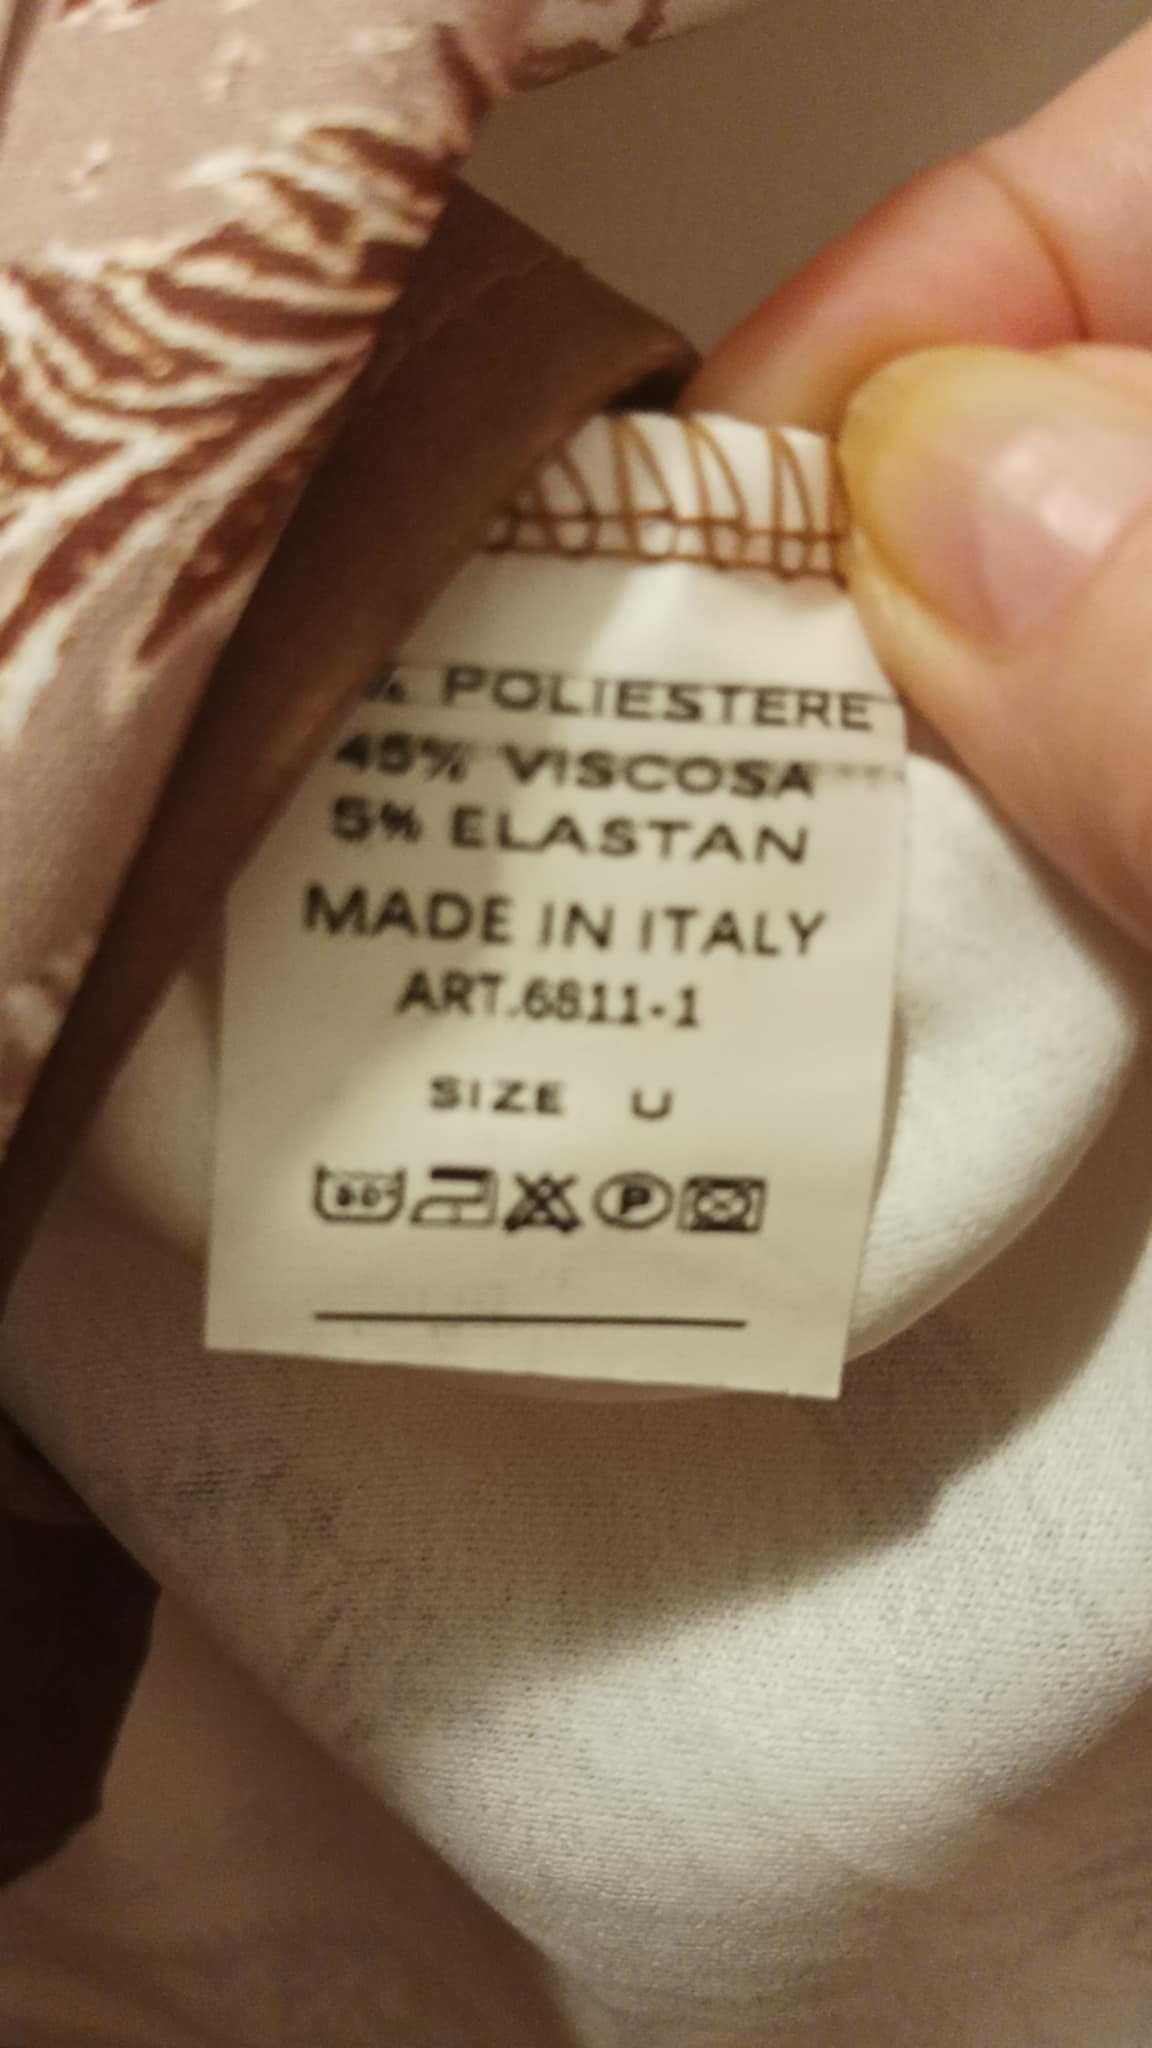 % POLIESTERE
45% VISCOSA
5% ELASTAN
MADE IN ITALY
ART.6811-1
SIZE U
P